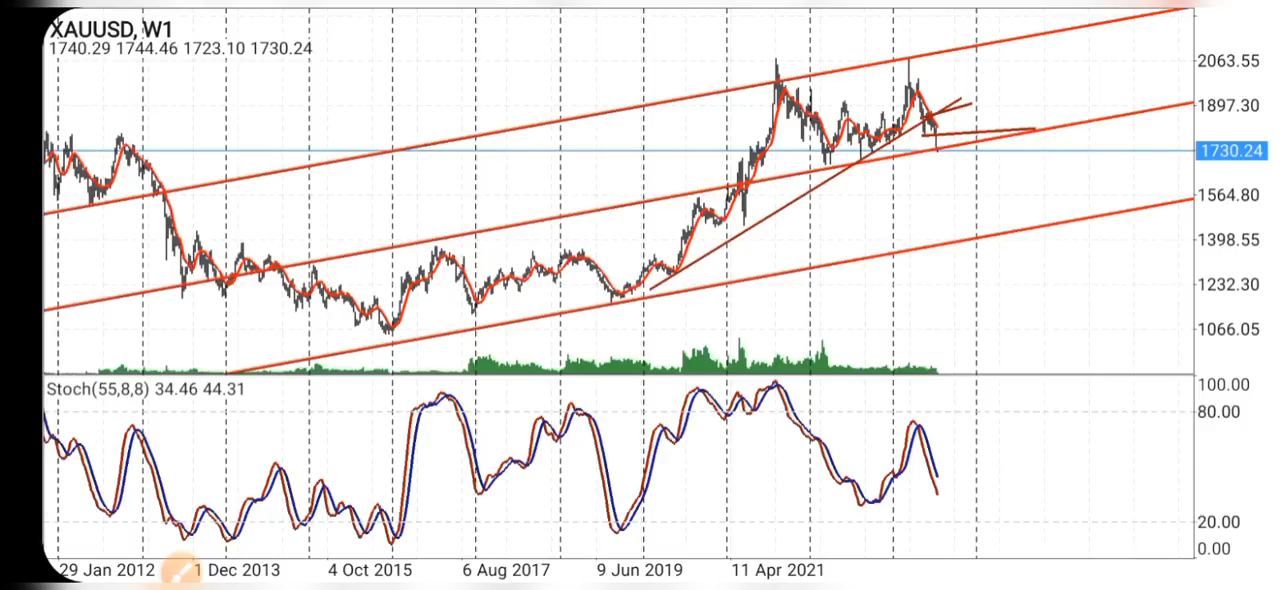 XAUUSD, W1
1740.29 1744.46 1723.10 1730.24
2063.55
1897.30
1730.24
1564.80
1398.55
1232.30
1066.05
Stoch(55,8,8) 34.46 44.31
100.00
80.00
20.00
0.00
29 Jan 2012 1 Dec 2013 4 Oct 2015 6 Aug 2017 9 Jun 2019 11 Apr 2021